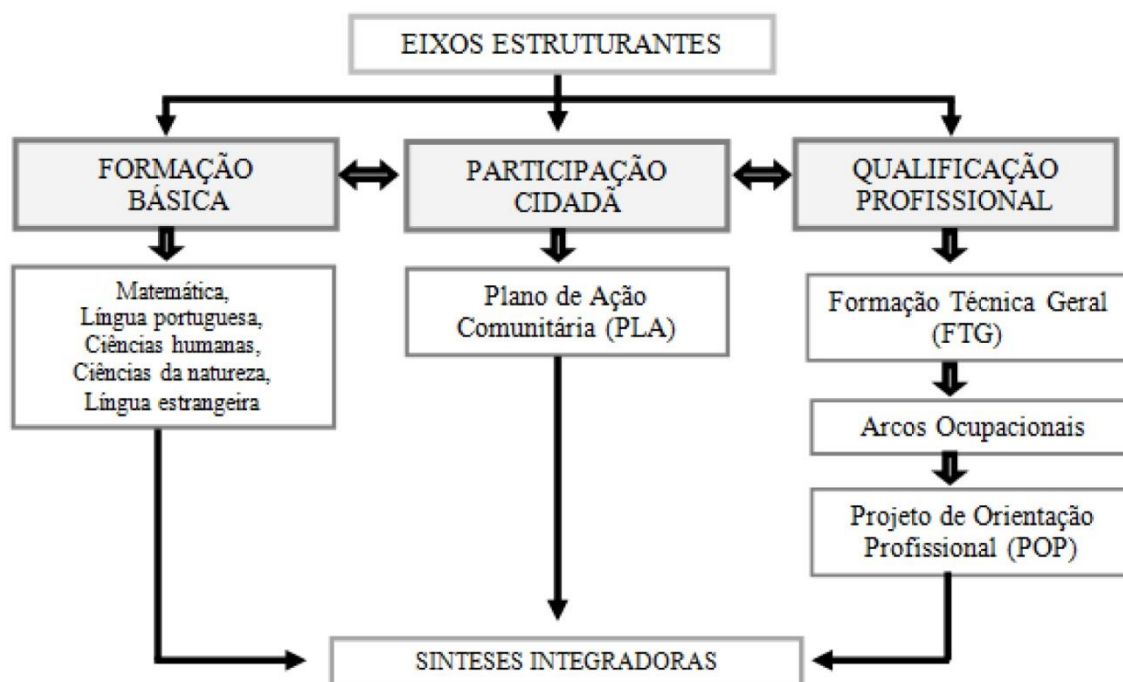 EIXOS ESTRUTURANTES
FORMAÇÃO
BÁSICA
PARTICIPAÇÃO
CIDADÃ
QUALIFICAÇÃO
PROFISSIONAL
Matemática,
Língua portuguesa,
Ciências humanas,
Ciências da natureza,
Língua estrangeira
Plano de Ação
Comunitária (PLA)
Formação Técnica Geral
(FTG)
Arcos Ocupacionais
Projeto de Orientação
Profissional (POP)
SINTESES INTEGRADORAS